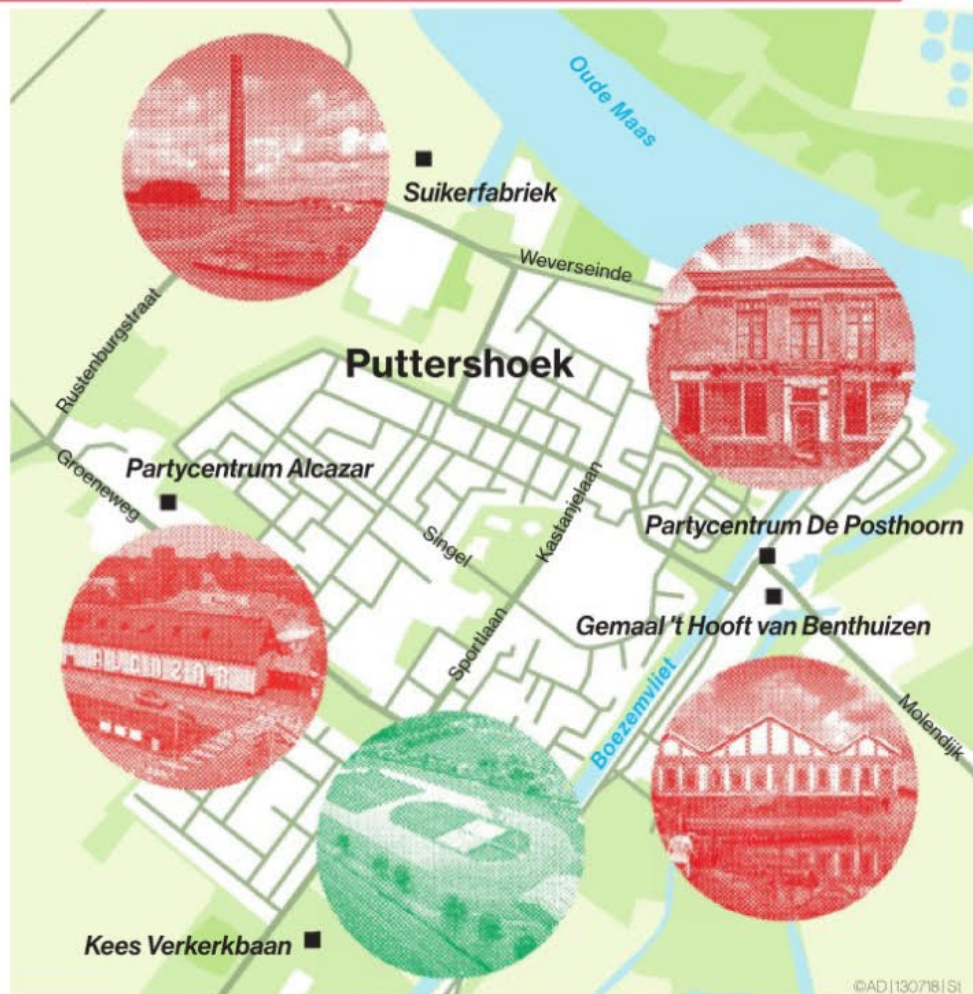 Oude Maas
Suikerfabriek
Weverseinde
Rustenburgstraat
Puttershoek
Groeneweg
Partycentrum Alcazar
Singel
Kastanjelaan
Partycentrum De Posthoorn
Gemaal 't Hooft van Benthuizen
Sportlaan
Boezemvliet
Molendijk
ALCAZAR
Kees Verkerkbaan
©AD|130718|St